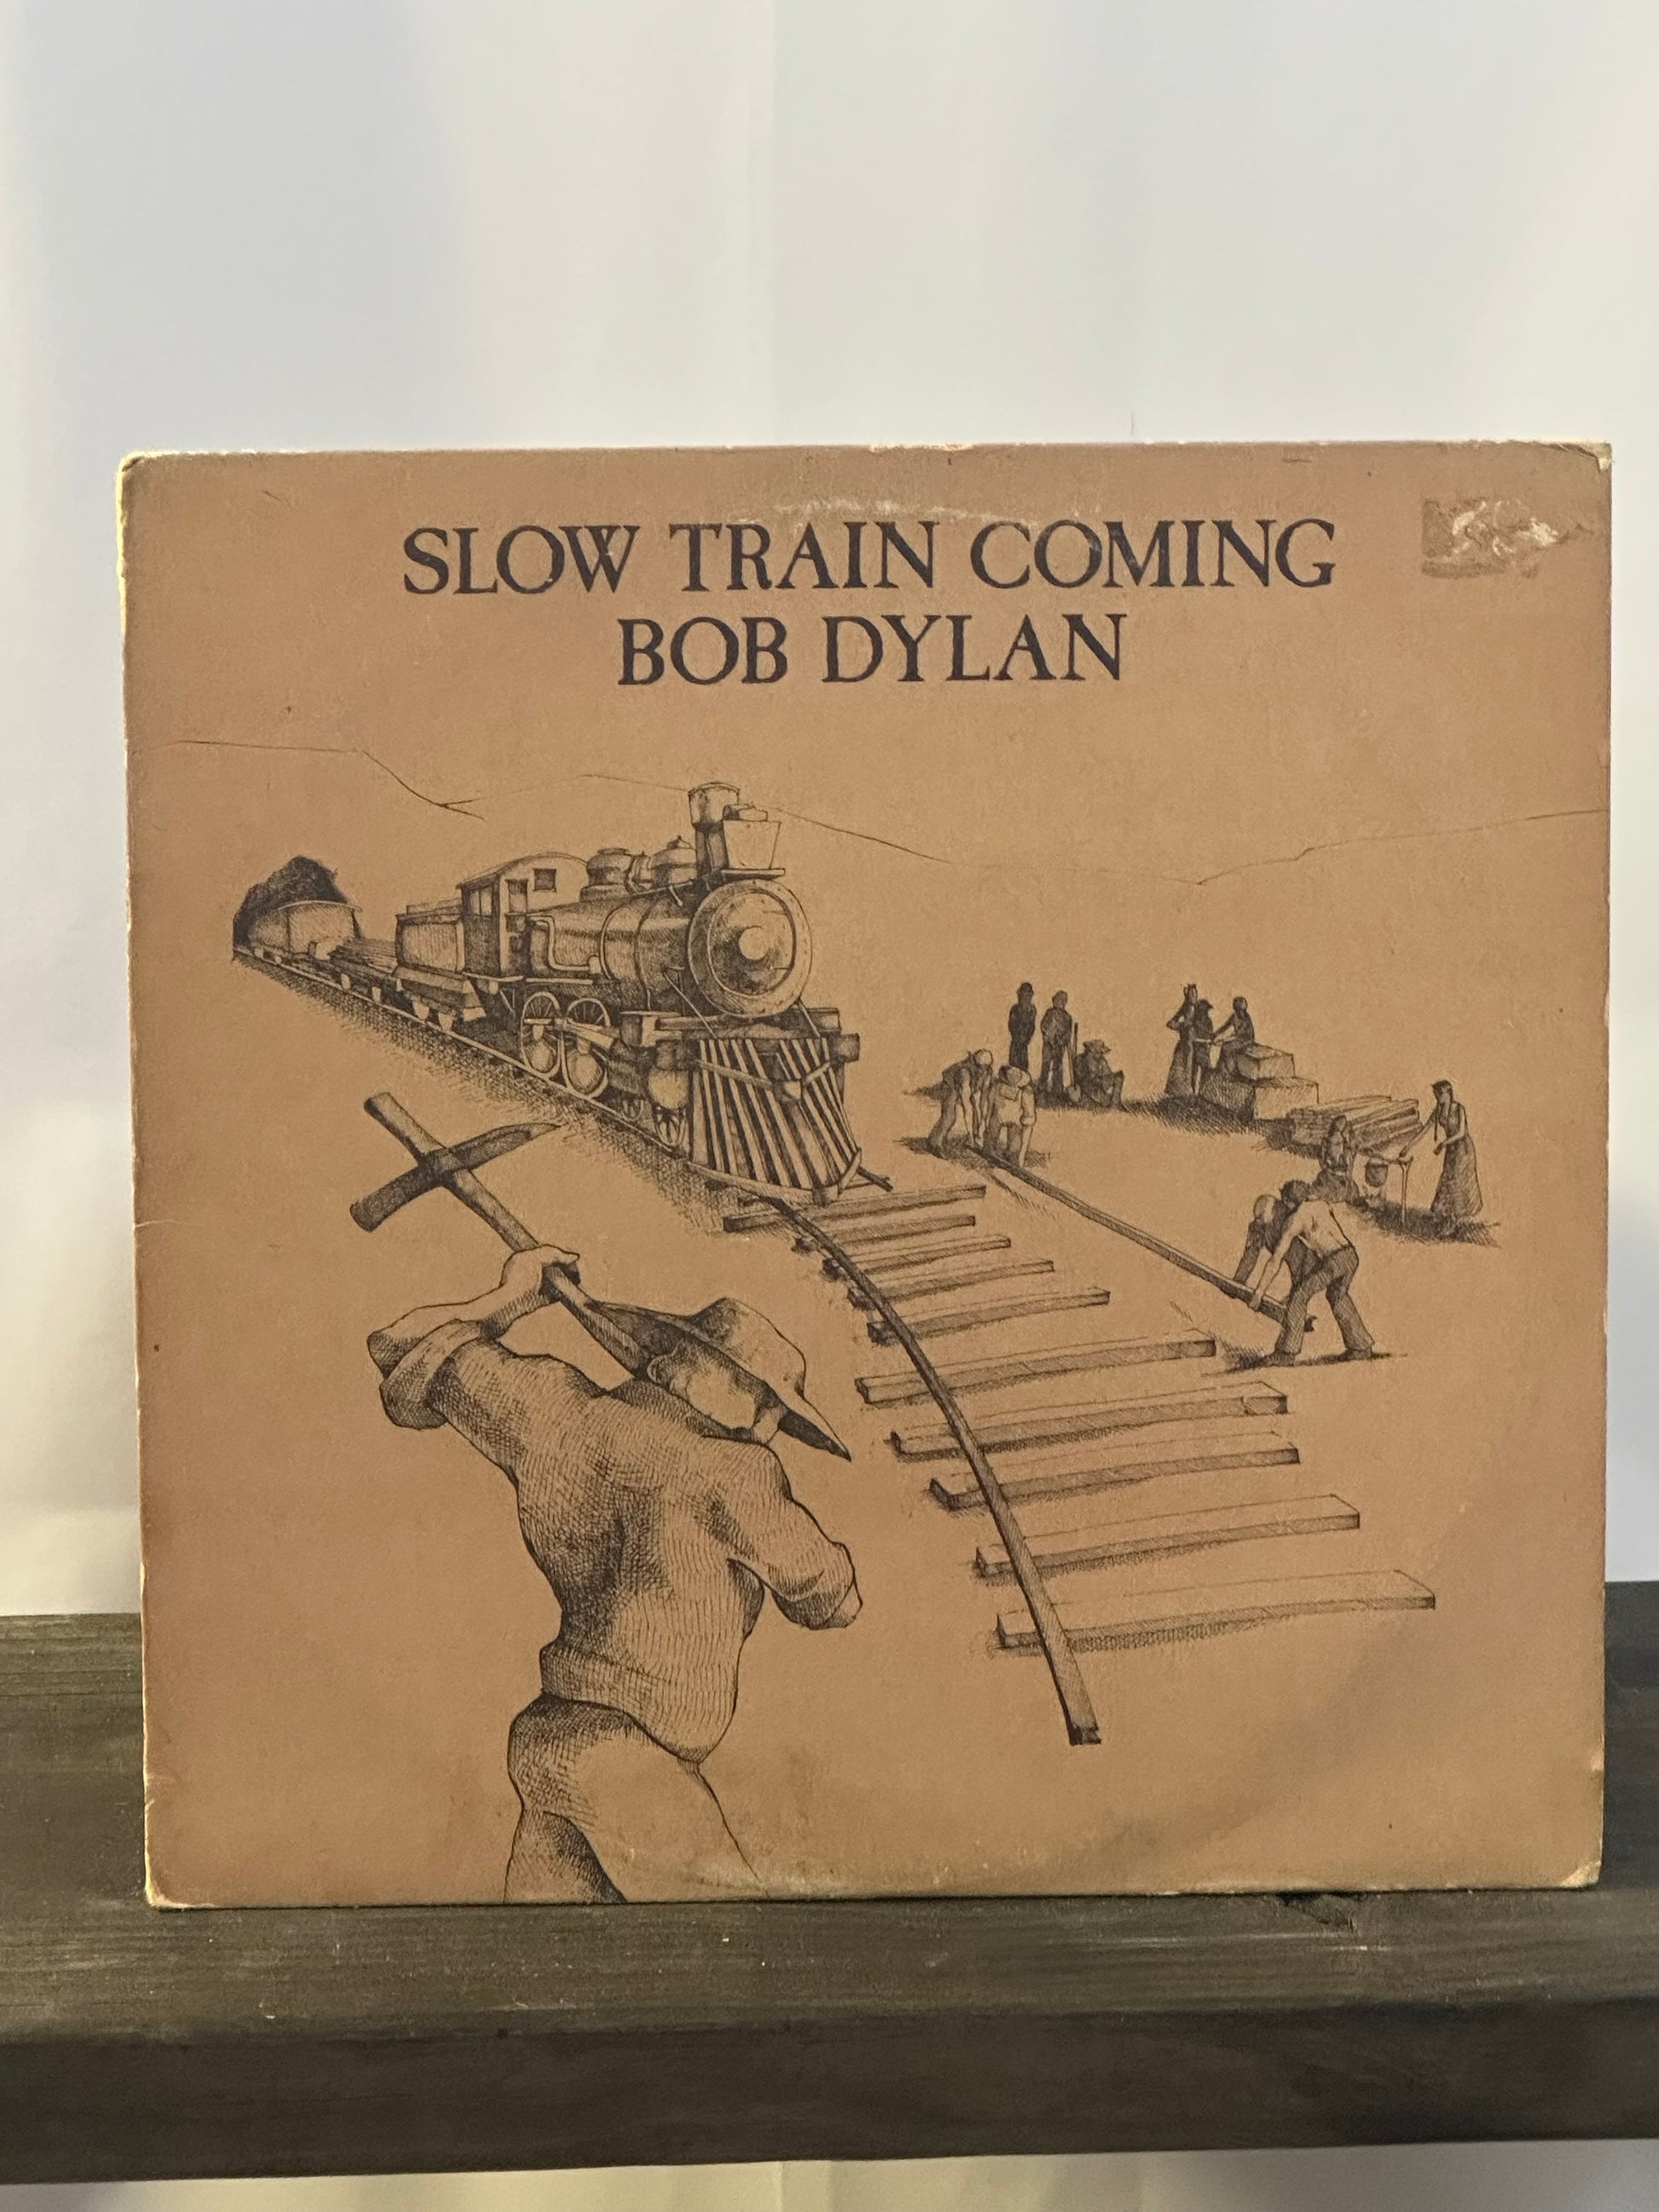 SLOW TRAIN COMING
BOB DYLAN